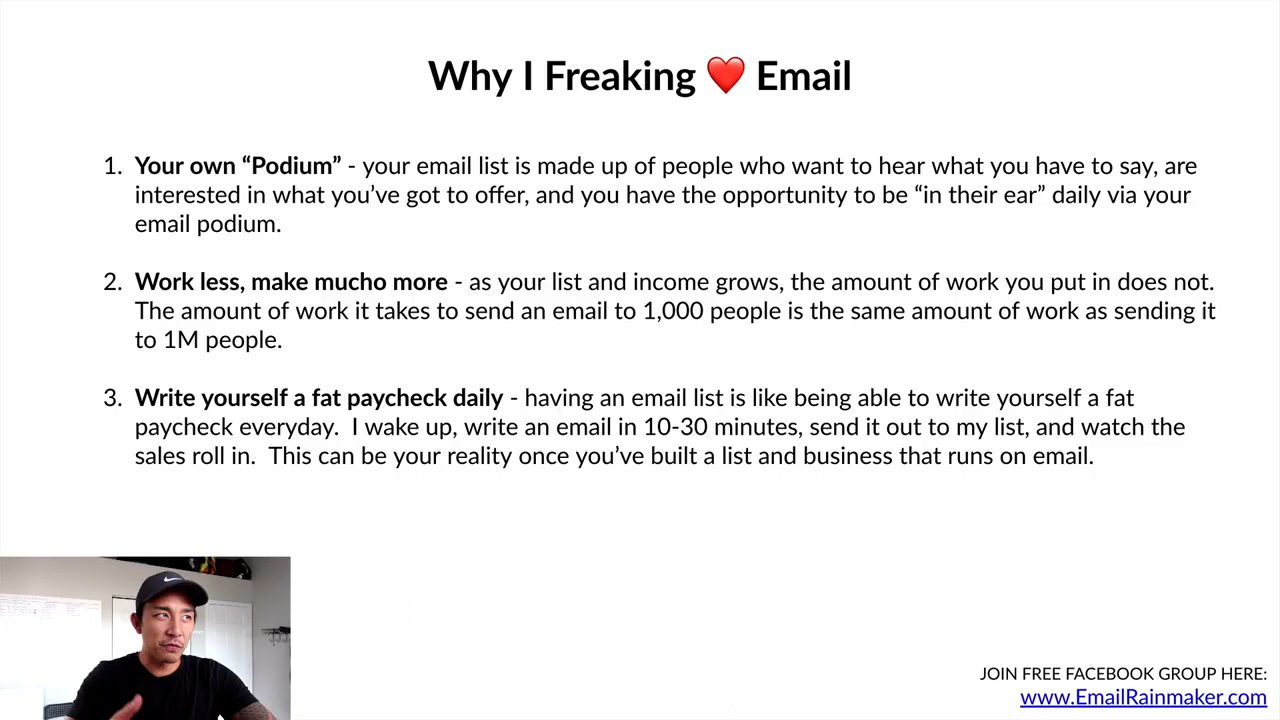 Why I Freaking ❤️ Email
1. Your own “Podium” - your email list is made up of people who want to hear what you have to say, are
interested in what you’ve got to offer, and you have the opportunity to be “in their ear” daily via your
email podium.
2. Work less, make mucho more - as your list and income grows, the amount of work you put in does not.
The amount of work it takes to send an email to 1,000 people is the same amount of work as sending it
to 1M people.
3. Write yourself a fat paycheck daily - having an email list is like being able to write yourself a fat
paycheck everyday.  I wake up, write an email in 10-30 minutes, send it out to my list, and watch the
sales roll in.  This can be your reality once you’ve built a list and business that runs on email.
JOIN FREE FACEBOOK GROUP HERE:
www.EmailRainmaker.com